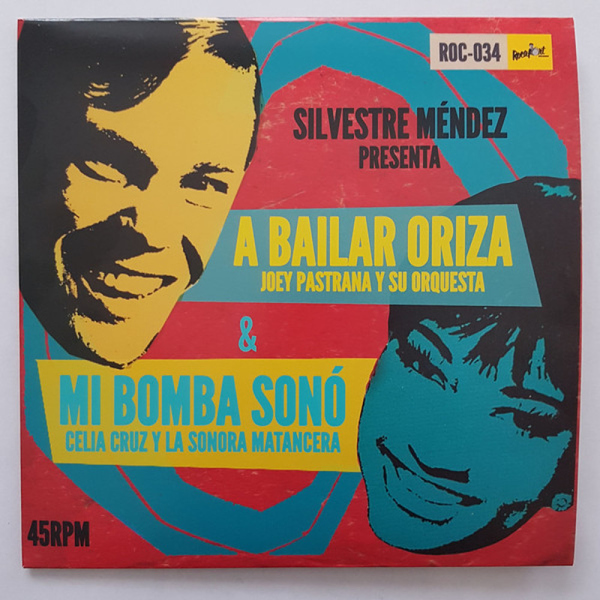 ROC-034
SILVESTRE MÉNDEZ
PRESENTA
A BAILAR ORIZA
JOEY PASTRANA Y SU ORQUESTA
&
MI BOMBA SONÓ
CELIA CRUZ Y LA SONORA MATANCERA
45RPM